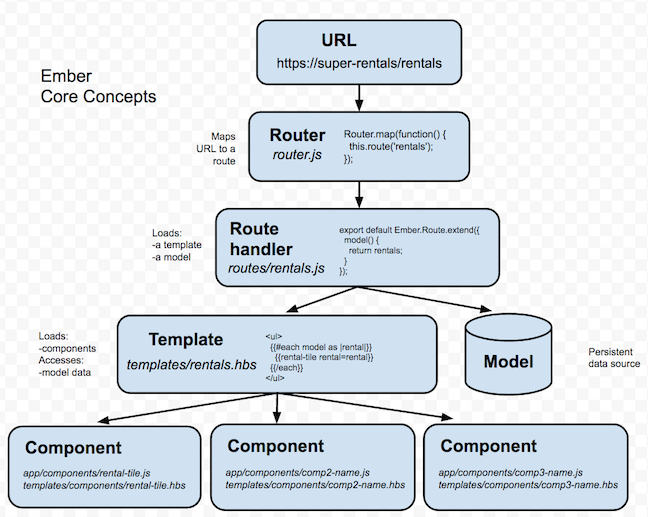 URL
https://super-rentals/rentals
Ember
Core Concepts
Maps
URL to a
route
Router
router.js
Router.map(function() {
this.route('rentals');
});
Loads:
-a template
-a model
Route
handler
routes/rentals.js
export default Ember.Route.extend({
model() {
return rentals;
}
});
Loads:
-components
Accesses:
-model data
Template
templates/rentals.hbs
<ul>
{{#each model as |rental|}}
{{rental-tile rental=rental}}
{{/each}}
</ul>
Model
Persistent
data source
Component
app/components/rental-tile.js
templates/components/rental-tile.hbs
Component
app/components/comp2-name.js
templates/components/comp2-name.hbs
Component
app/components/comp3-name.js
templates/components/comp3-name.hbs